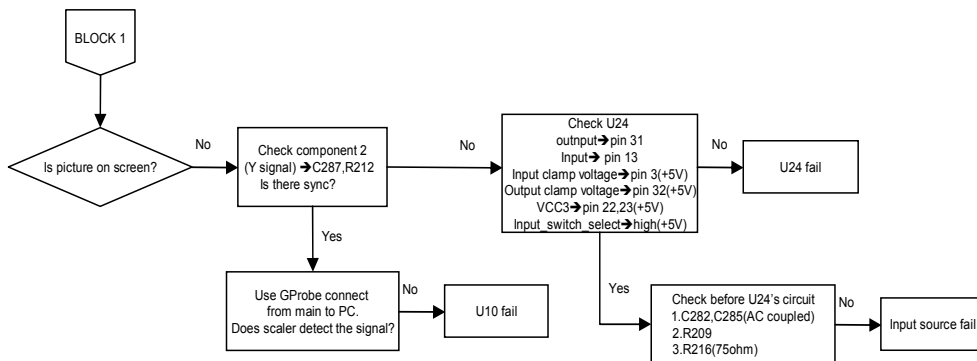 BLOCK 1
Is picture on screen?
No
Check component 2
(Y signal) ➔C287,R212
Is there sync?
No
Check U24
outnput➔pin 31
Input➔ pin 13
Input clamp voltage➔pin 3(+5V)
Output clamp voltage➔pin 32(+5V)
VCC3➔pin 22,23(+5V)
Input_switch_select➔high(+5V)
No
U24 fail
Yes
Use GProbe connect
from main to PC.
Does scaler detect the signal?
No
U10 fail
Yes
Check before U24's circuit
1.C282,C285(AC coupled)
2.R209
3.R216(75ohm)
No
Input source fail